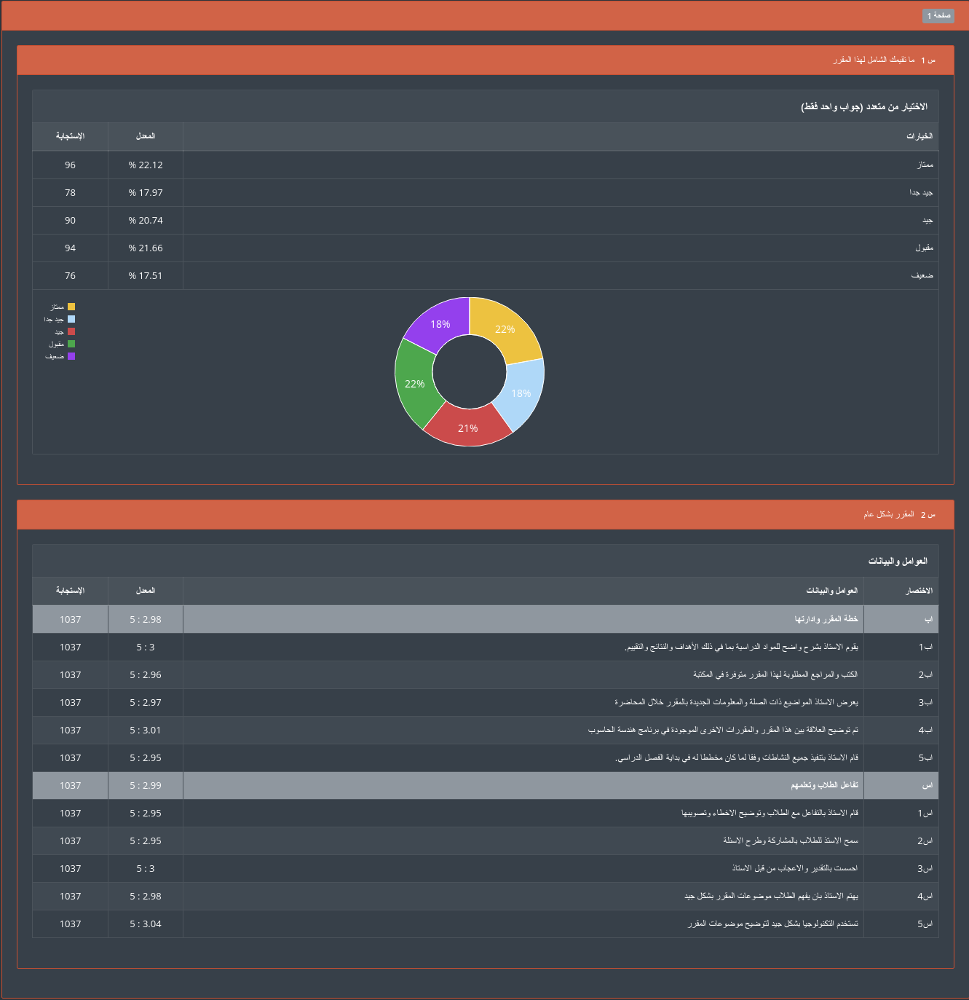 صفحة 1
س 1 ما تقيمك الشامل لهذا المقرر
الاختيار من متعدد (جواب واحد فقط)
الخيارات المعدل الإستجابة
ممتاز 22.12 % 96
جيد جدا 17.97 % 78
جيد 20.74 % 90
مقبول 21.66 % 94
ضعيف 17.51 % 76
ممتاز
جيد جدا
جيد
مقبول
ضعيف
22%
18%
21%
22%
18%
س 2 المقرر بشكل عام
العوامل والبيانات
الاختصار العوامل والبيانات المعدل الإستجابة
اب خطة المقرر وادارتها 2.98 : 5 1037
اب1 يقوم الاستاذ بشرح واضح للمواد الدراسية بما في ذلك الأهداف والنتائج والتقييم. 3 : 5 1037
اب2 الكتب والمراجع المطلوبة لهذا المقرر متوفرة في المكتبة 2.96 : 5 1037
اب3 يعرض الاستاذ المواضيع ذات الصلة والمعلومات الجديدة بالمقرر خلال المحاضرة 2.97 : 5 1037
اب4 تم توضيح العلاقة بين هذا المقرر والمقررات الاخرى الموجودة في برنامج هندسة الحاسوب 3.01 : 5 1037
اب5 قام الاستاذ بتنفيذ جميع النشاطات وفقا لما كان مخططا له في بداية الفصل الدراسي. 2.95 : 5 1037
اس تفاعل الطلاب وتعلمهم 2.99 : 5 1037
اس1 قام الاستاذ بالتفاعل مع الطلاب وتوضيح الاخطاء وتصويبها 2.95 : 5 1037
اس2 سمح الاستذ للطلاب بالمشاركة وطرح الاسئلة 2.95 : 5 1037
اس3 احسست بالتقدير والاعجاب من قبل الاستاذ 3 : 5 1037
اس4 يهتم الاستاذ بان يفهم الطلاب موضوعات المقرر بشكل جيد 2.98 : 5 1037
اس5 تستخدم التكنولوجيا بشكل جيد لتوضيح موضوعات المقرر 3.04 : 5 1037